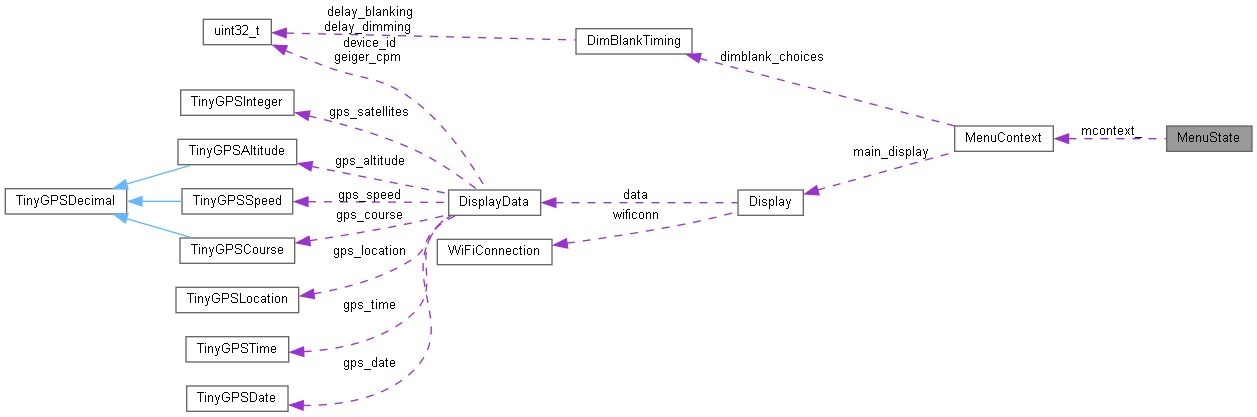 delay_blanking
delay_dimming
uint32_t
device_id
geiger_cpm
DimBlankTiming
dimblank_choices
TinyGPSInteger
gps_satellites
MenuContext
mcontext_
MenuState
TinyGPSAltitude
gps_altitude
main_display
TinyGPSDecimal
TinyGPSSpeed
gps_speed
DisplayData
data
Display
gps_course
wificonn
TinyGPSCourse
gps_location
WiFiConnection
TinyGPSLocation
gps_time
TinyGPSTime
gps_date
TinyGPSDate